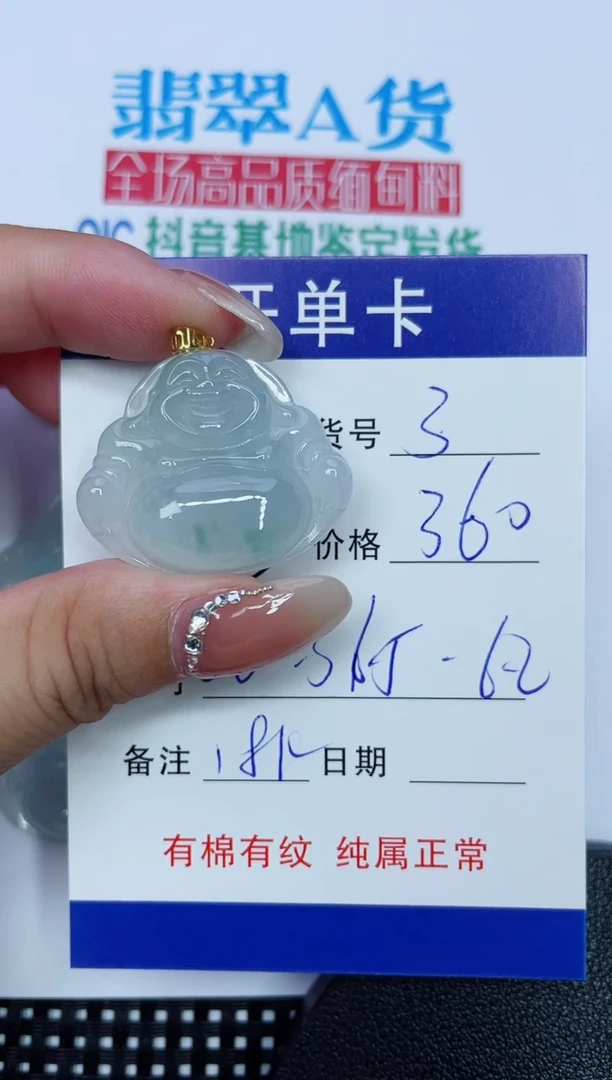 翡翠A货
全场高品质缅甸料
QIC 抖音基地鉴定发货
开单卡
货号 3
价格 360
备注 18k 日期
有棉有纹 纯属正常